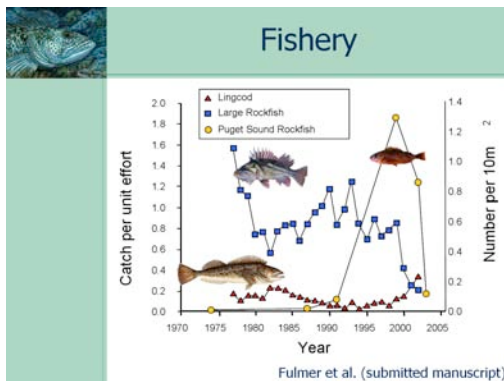 Fishery
Lingcod
Large Rockfish
Puget Sound Rockfish
2.0
1.8
1.6
1.4
1.2
1.0
0.8
0.6
0.4
0.2
0.0
Catch per unit effort
1.4
1.2
1.0
0.8
0.6
0.4
0.2
0.0
Number per 10m 2
1970 1975 1980 1985 1990 1995 2000 2005
Year
Fulmer et al. (submitted manuscript)